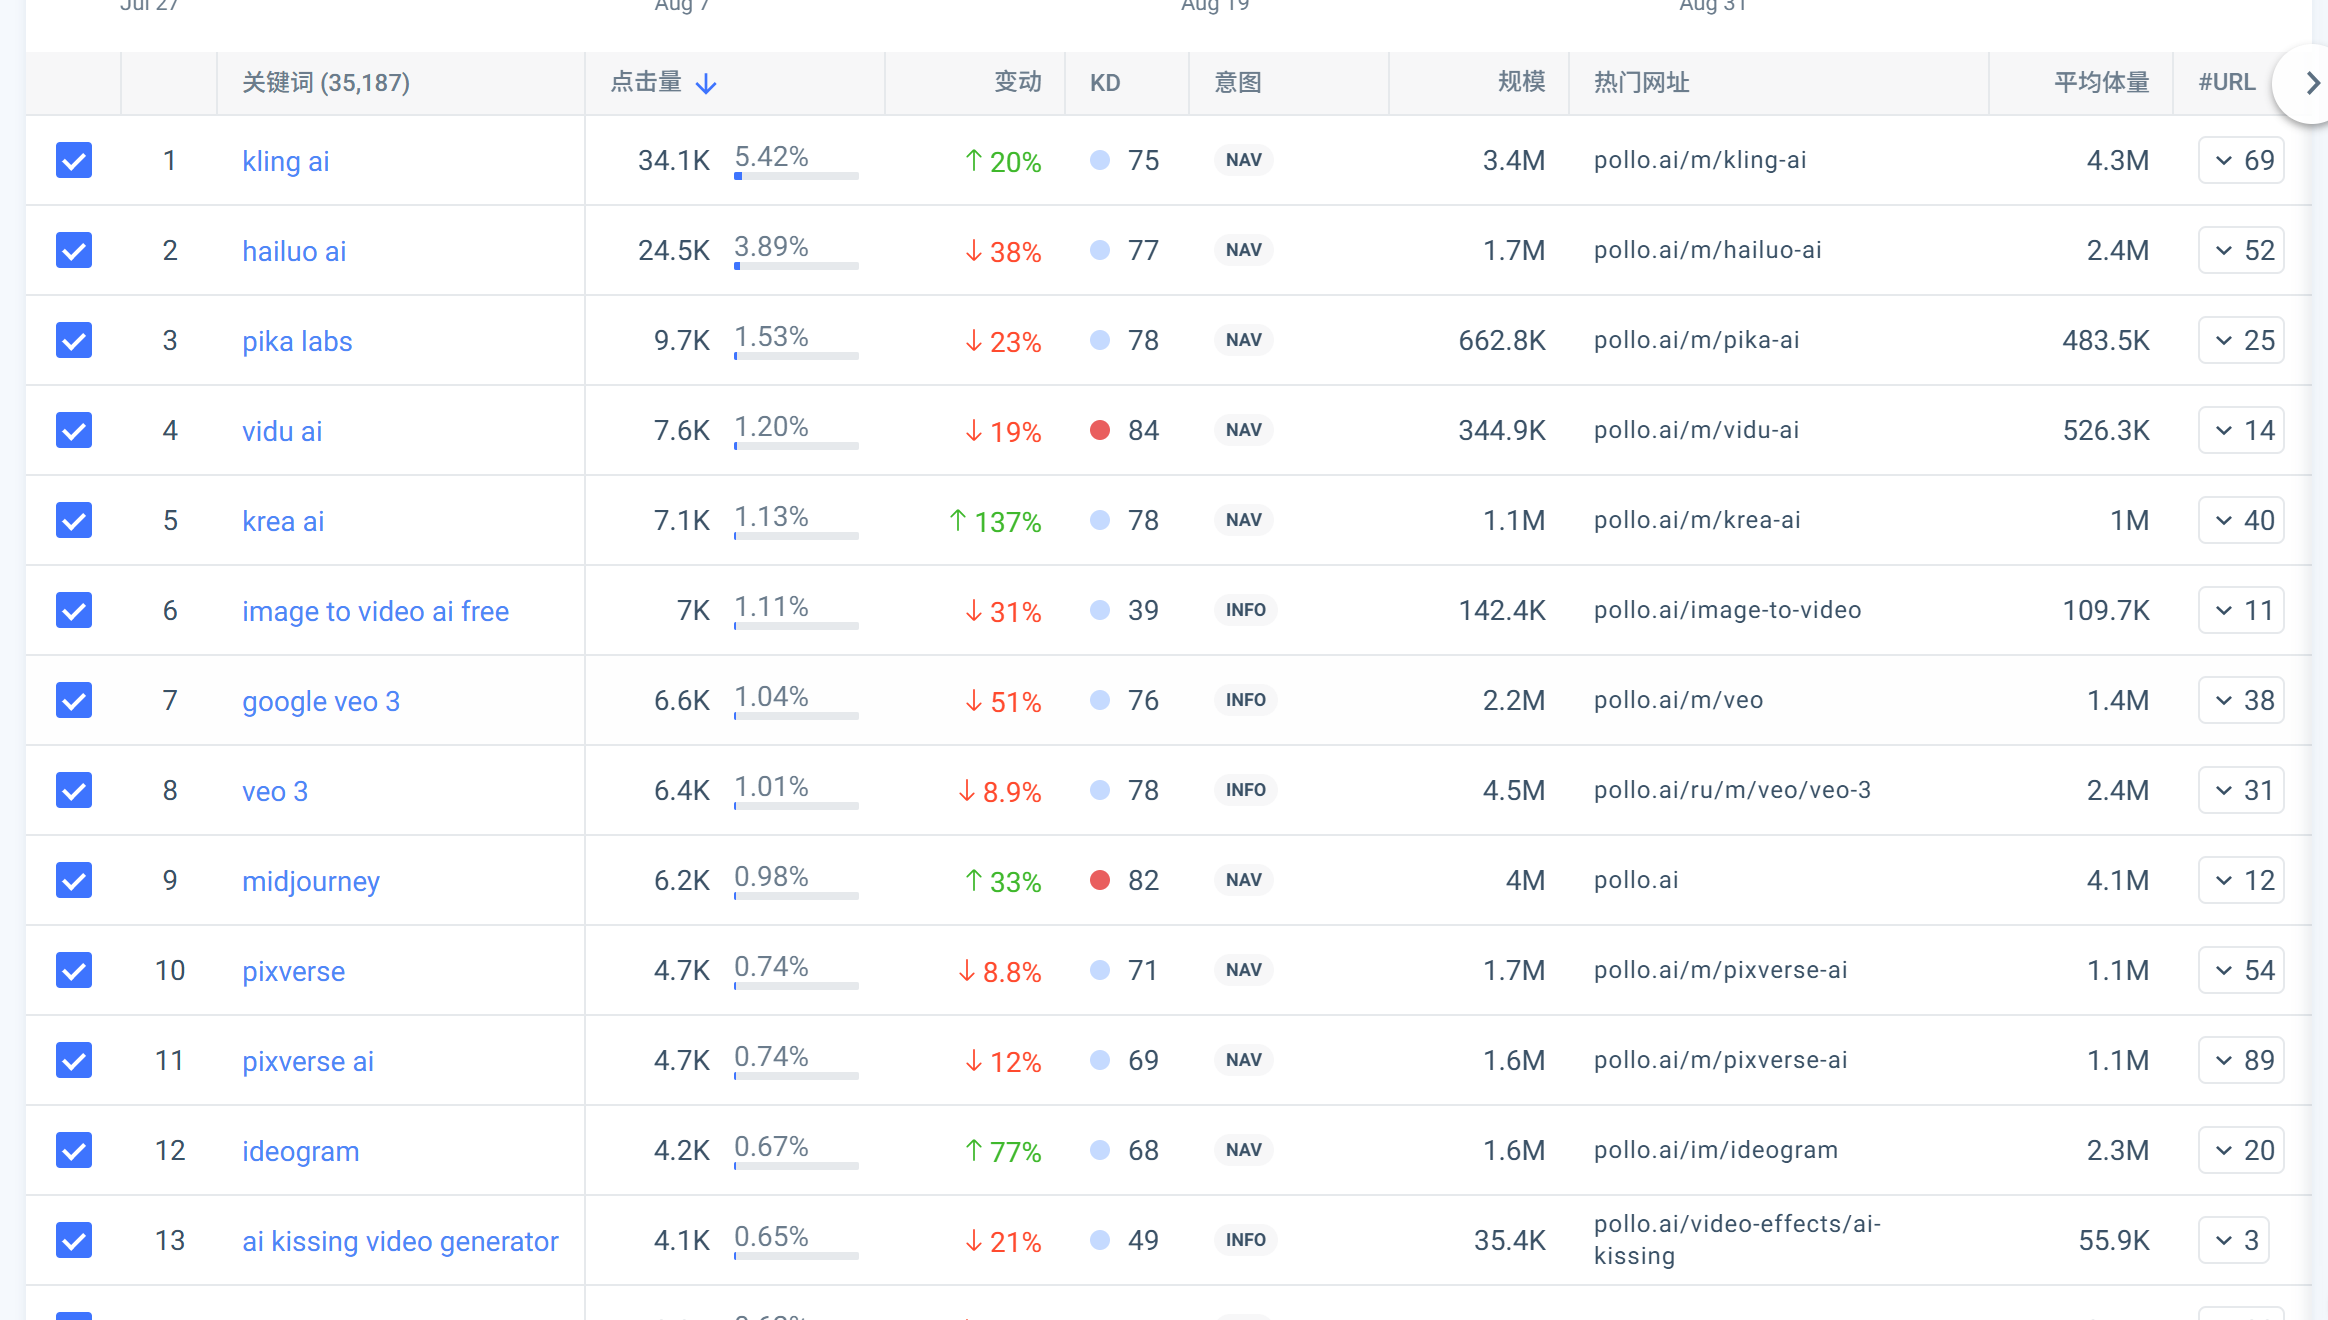 Jul 27 Aug 7 Aug 19 Aug 31
关键词 (35,187) 点击量 变动 KD 意图 规模 热门网址 平均体量 #URL
1 kling ai 34.1K 5.42% ↑ 20% 75 NAV 3.4M pollo.ai/m/kling-ai 4.3M 69
2 hailuo ai 24.5K 3.89% ↓ 38% 77 NAV 1.7M pollo.ai/m/hailuo-ai 2.4M 52
3 pika labs 9.7K 1.53% ↓ 23% 78 NAV 662.8K pollo.ai/m/pika-ai 483.5K 25
4 vidu ai 7.6K 1.20% ↓ 19% 84 NAV 344.9K pollo.ai/m/vidu-ai 526.3K 14
5 krea ai 7.1K 1.13% ↑ 137% 78 NAV 1.1M pollo.ai/m/krea-ai 1M 40
6 image to video ai free 7K 1.11% ↓ 31% 39 INFO 142.4K pollo.ai/image-to-video 109.7K 11
7 google veo 3 6.6K 1.04% ↓ 51% 76 INFO 2.2M pollo.ai/m/veo 1.4M 38
8 veo 3 6.4K 1.01% ↓ 8.9% 78 INFO 4.5M pollo.ai/ru/m/veo/veo-3 2.4M 31
9 midjourney 6.2K 0.98% ↑ 33% 82 NAV 4M pollo.ai 4.1M 12
10 pixverse 4.7K 0.74% ↓ 8.8% 71 NAV 1.7M pollo.ai/m/pixverse-ai 1.1M 54
11 pixverse ai 4.7K 0.74% ↓ 12% 69 NAV 1.6M pollo.ai/m/pixverse-ai 1.1M 89
12 ideogram 4.2K 0.67% ↑ 77% 68 NAV 1.6M pollo.ai/im/ideogram 2.3M 20
13 ai kissing video generator 4.1K 0.65% ↓ 21% 49 INFO 35.4K pollo.ai/video-effects/ai-
kissing 55.9K 3